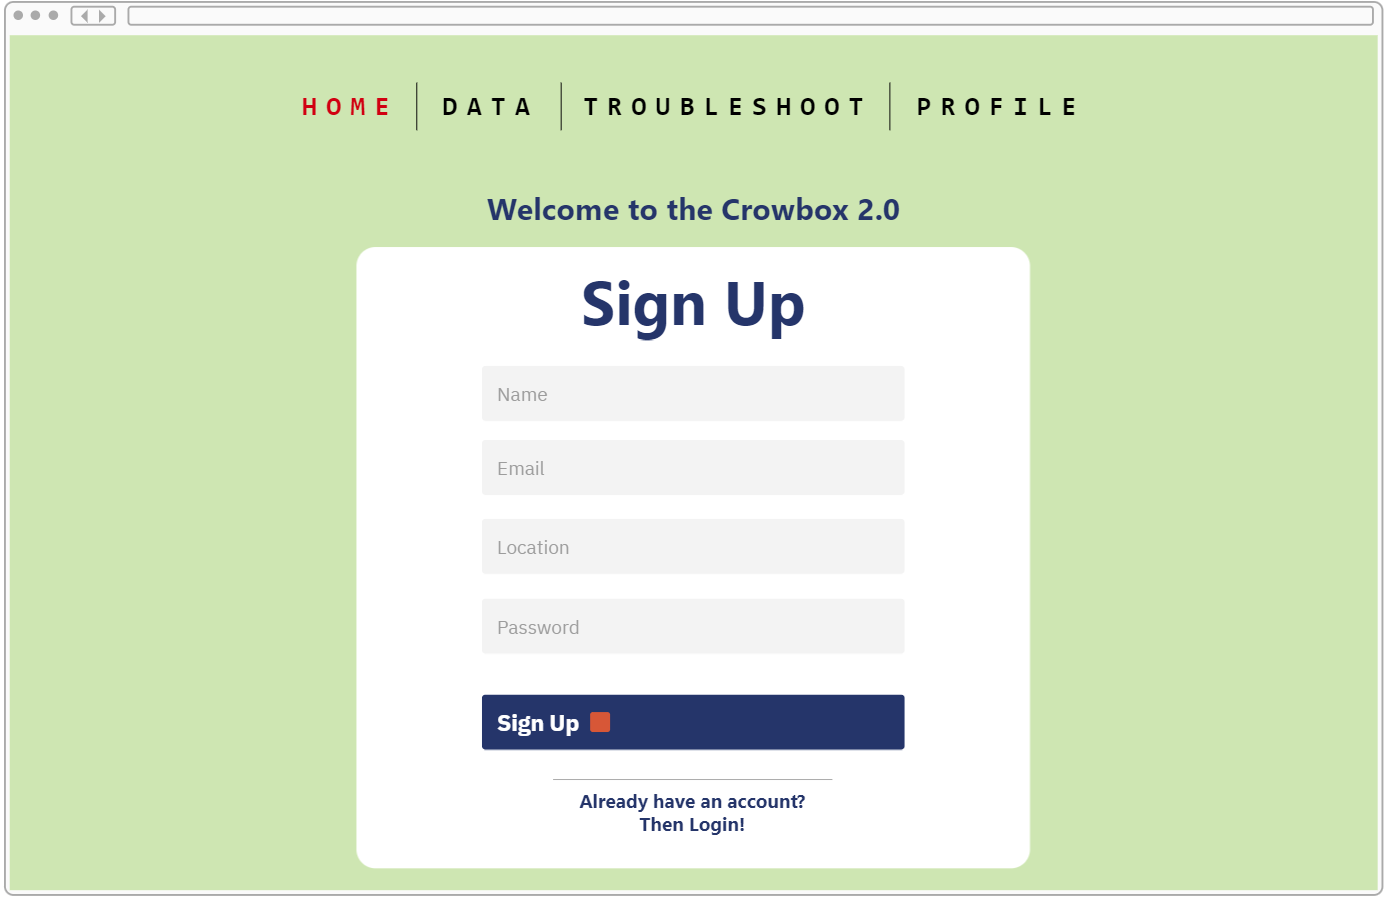 HOME DATA TROUBLESHOOT PROFILE
Welcome to the Crowbox 2.0
Sign Up
Name
Email
Location
Password
Sign Up
Already have an account?
Then Login!